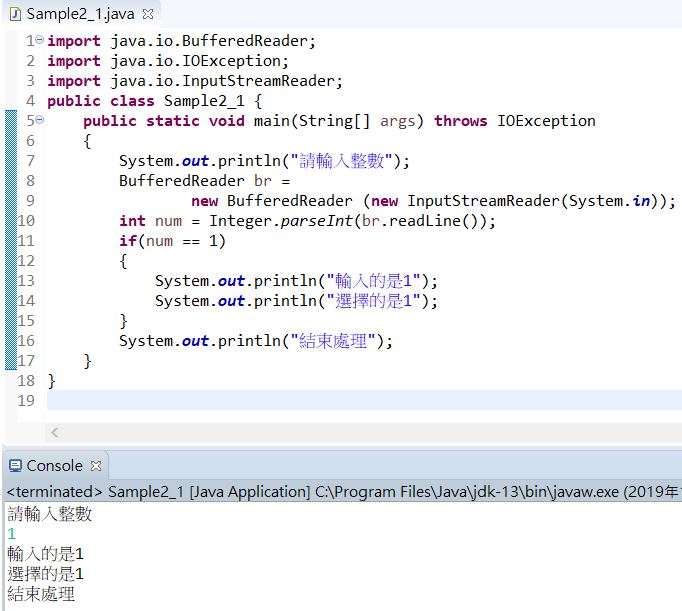 Sample2_1.java
1 import java.io.BufferedReader;
2 import java.io.IOException;
3 import java.io.InputStreamReader;
4 public class Sample2_1 {
5     public static void main(String[] args) throws IOException
6     {
7         System.out.println("請輸入整數");
8         BufferedReader br =
9                 new BufferedReader (new InputStreamReader(System.in));
10         int num = Integer.parseInt(br.readLine());
11         if(num == 1)
12         {
13             System.out.println("輸入的是1");
14             System.out.println("選擇的是1");
15         }
16         System.out.println("結束處理");
17     }
18 }
19
Console
<terminated> Sample2_1 [Java Application] C:\Program Files\Java\jdk-13\bin\javaw.exe (2019年
請輸入整數
1
輸入的是1
選擇的是1
結束處理